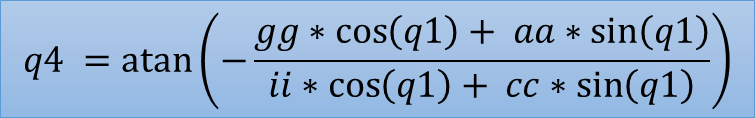 q4 = atan(− (gg ∗ cos(q1) + aa ∗ sin(q1)) / (ii ∗ cos(q1) + cc ∗ sin(q1)))